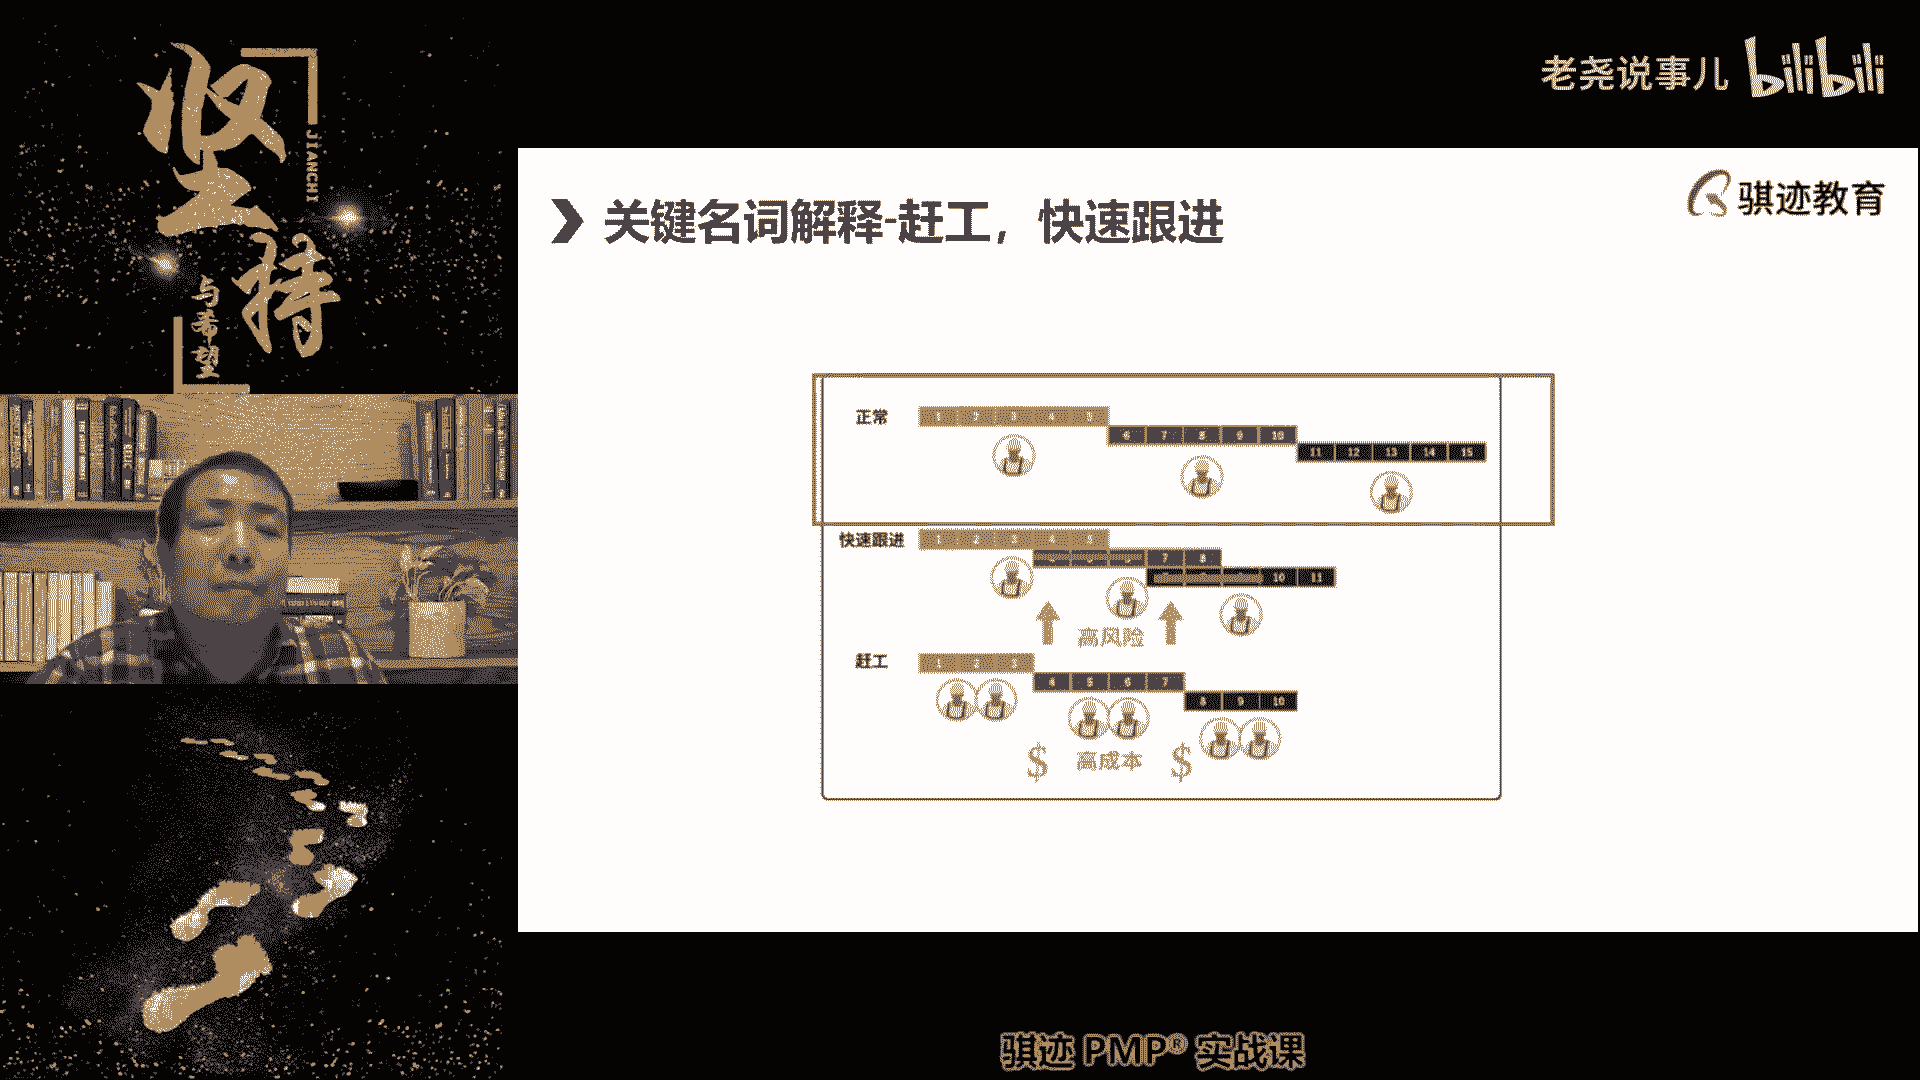 坚持
JIANCHI
与希望
老尧说事儿 bilibili
骐迹教育
关键名词解释-赶工，快速跟进
正常
1 2 3 4 5
6 7 8 9 10
11 12 13 14 15
快速跟进
1 2 3 4 5
7 8
10 11
高风险
赶工
1 2 3
4 5 6 7
8 9 10
$ 高成本 $
骐迹 PMP® 实战课